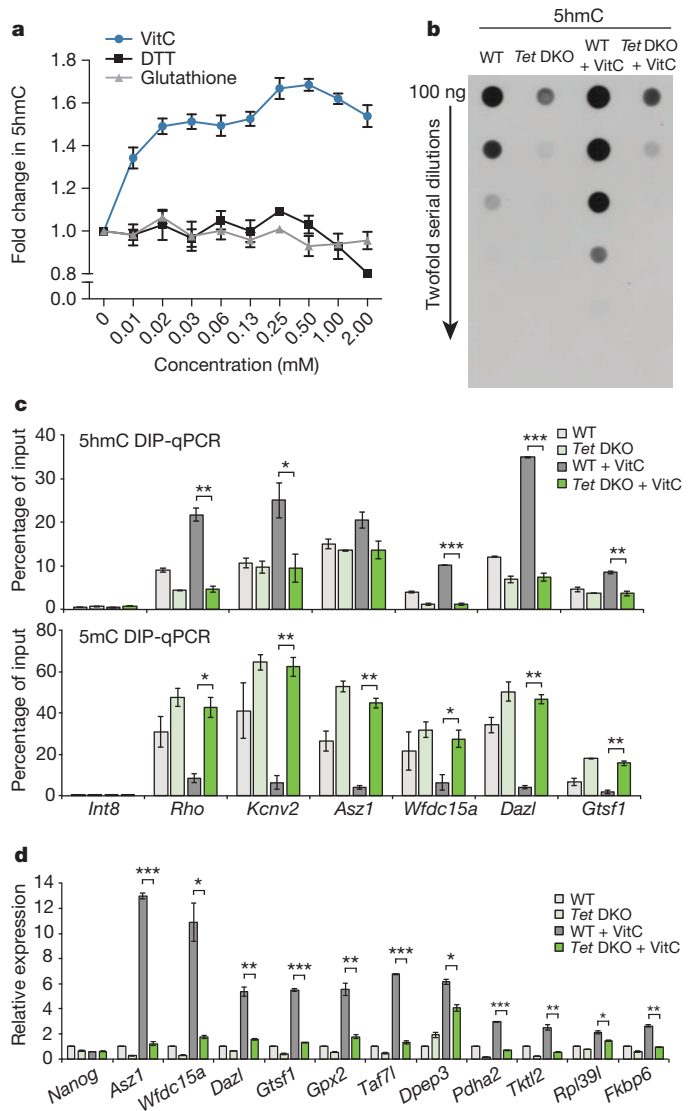 a
VitC
DTT
Glutathione
Fold change in 5hmC
1.8
1.6
1.4
1.2
1.0
0.8
0.0
0 0.01 0.02 0.03 0.06 0.13 0.25 0.50 1.00 2.00
Concentration (mM)
b
5hmC
WT Tet DKO WT + VitC Tet DKO + VitC
100 ng
Twofold serial dilutions
c
5hmC DIP-qPCR
Percentage of input
40
30
20
10
0
WT
Tet DKO
WT + VitC
Tet DKO + VitC
** * *** *** **
5mC DIP-qPCR
Percentage of input
80
60
40
20
0
* ** ** * ** **
Int8 Rho Kcnv2 Asz1 Wfdc15a Dazl Gtsf1
d
Relative expression
14
12
10
8
6
4
2
0
WT
Tet DKO
WT + VitC
Tet DKO + VitC
*** * ** *** ** *** * *** ** * **
Nanog Asz1 Wfdc15a Dazl Gtsf1 Gpx2 Taf7l Dpep3 Pdha2 Tktl2 Rpl39l Fkbp6